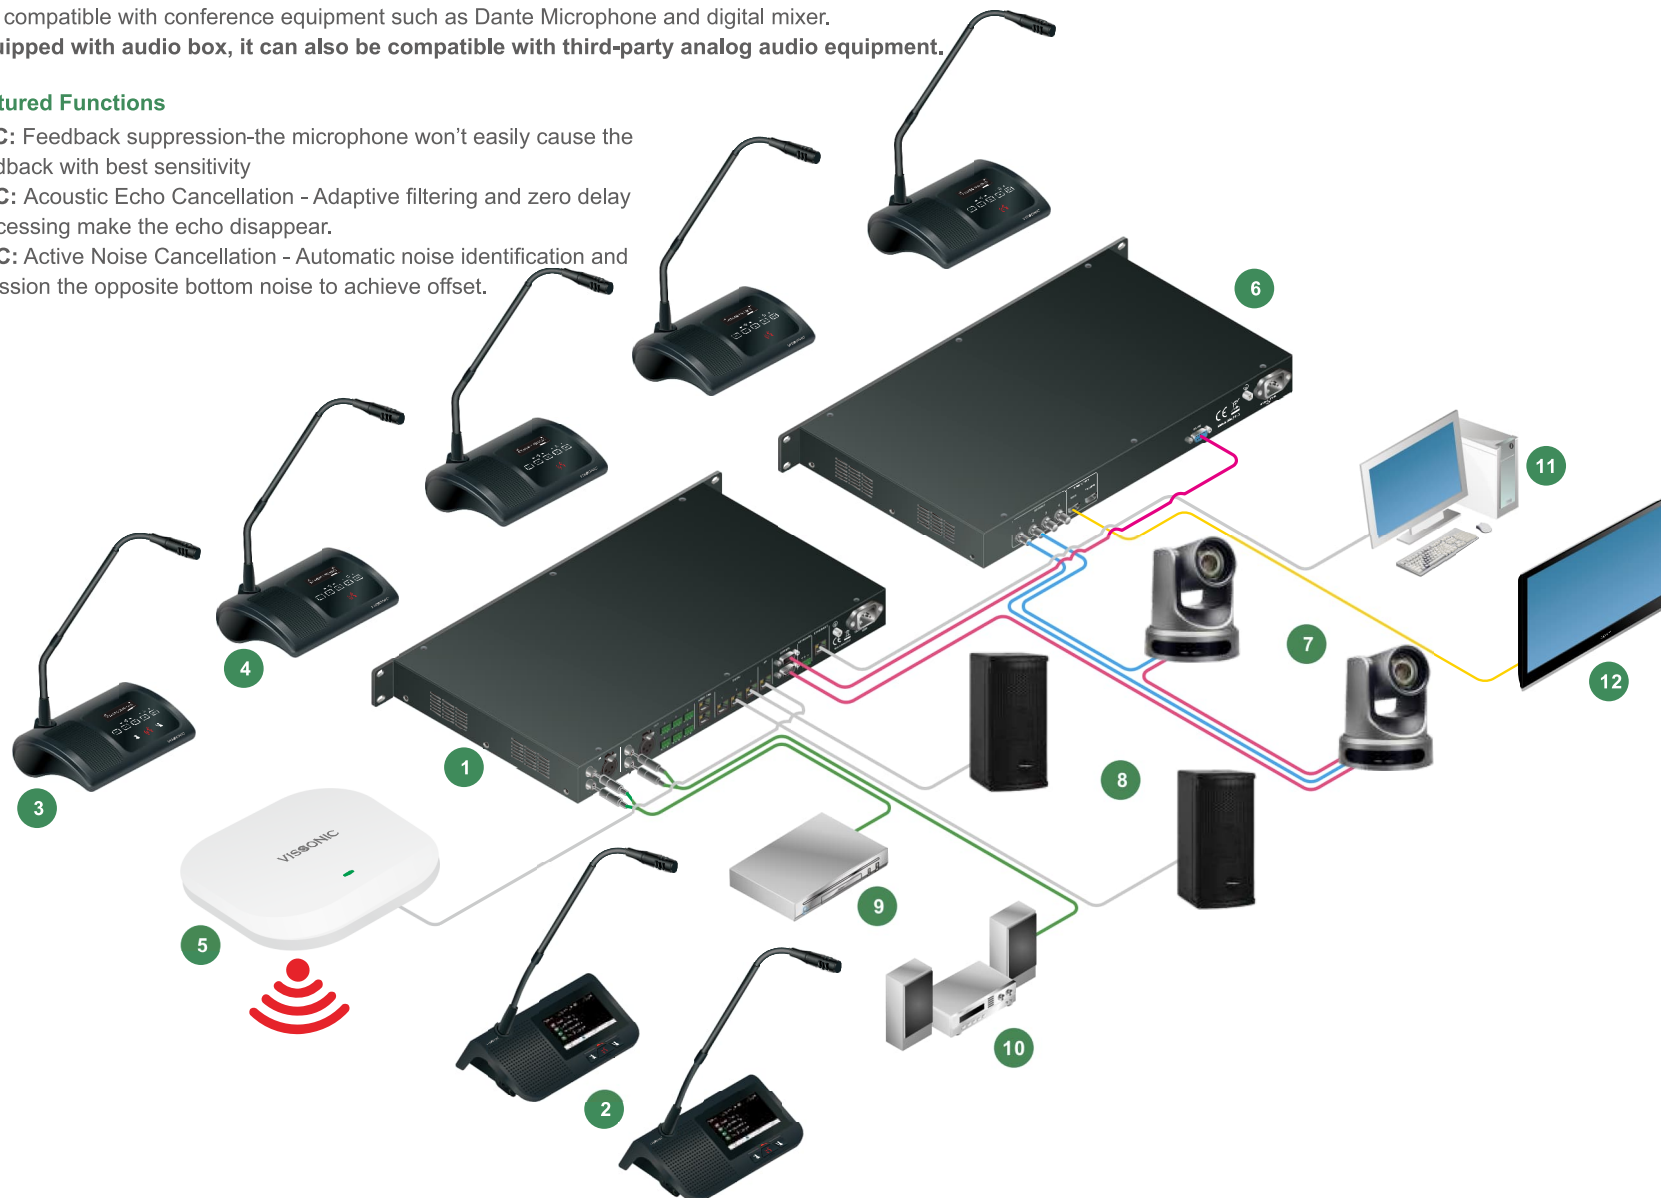 compatible with conference equipment such as Dante Microphone and digital mixer.
uipped with audio box, it can also be compatible with third-party analog audio equipment.
tured Functions
C: Feedback suppression-the microphone won't easily cause the
dback with best sensitivity
C: Acoustic Echo Cancellation - Adaptive filtering and zero delay
cessing make the echo disappear.
C: Active Noise Cancellation - Automatic noise identification and
ission the opposite bottom noise to achieve offset.
6
11
4
7
12
1
8
3
VISSONIC
9
5
10
2